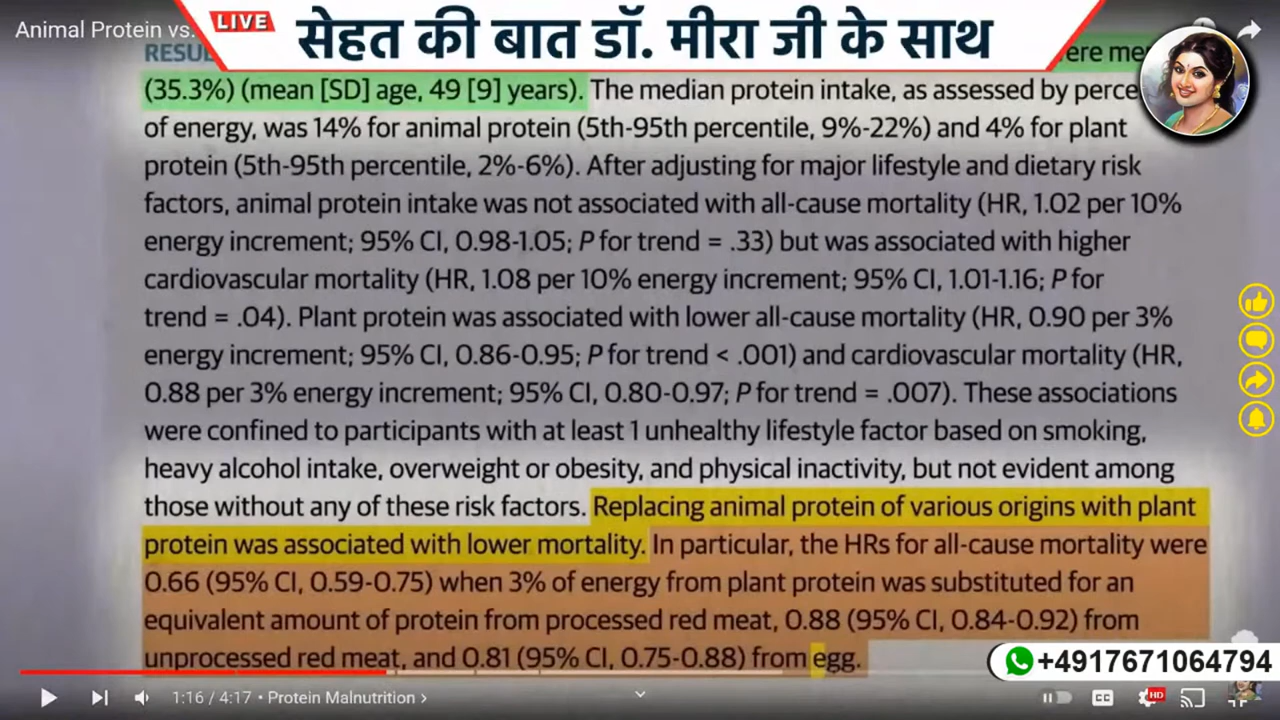 Animal Protein vs.
LIVE
सेहत की बात डॉ. मीरा जी के साथ
RESUL
ere me
(35.3%) (mean [SD] age, 49 [9] years). The median protein intake, as assessed by perce
of energy, was 14% for animal protein (5th-95th percentile, 9%-22%) and 4% for plant
protein (5th-95th percentile, 2%-6%). After adjusting for major lifestyle and dietary risk
factors, animal protein intake was not associated with all-cause mortality (HR, 1.02 per 10%
energy increment; 95% CI, 0.98-1.05; P for trend = .33) but was associated with higher
cardiovascular mortality (HR, 1.08 per 10% energy increment; 95% CI, 1.01-1.16; P for
trend = .04). Plant protein was associated with lower all-cause mortality (HR, 0.90 per 3%
energy increment; 95% CI, 0.86-0.95; P for trend < .001) and cardiovascular mortality (HR,
0.88 per 3% energy increment; 95% CI, 0.80-0.97; P for trend = .007). These associations
were confined to participants with at least 1 unhealthy lifestyle factor based on smoking,
heavy alcohol intake, overweight or obesity, and physical inactivity, but not evident among
those without any of these risk factors. Replacing animal protein of various origins with plant
protein was associated with lower mortality. In particular, the HRs for all-cause mortality were
0.66 (95% CI, 0.59-0.75) when 3% of energy from plant protein was substituted for an
equivalent amount of protein from processed red meat, 0.88 (95% CI, 0.84-0.92) from
unprocessed red meat, and 0.81 (95% CI, 0.75-0.88) from egg.
+4917671064794
1:16 / 4:17 • Protein Malnutrition >
CC
HD